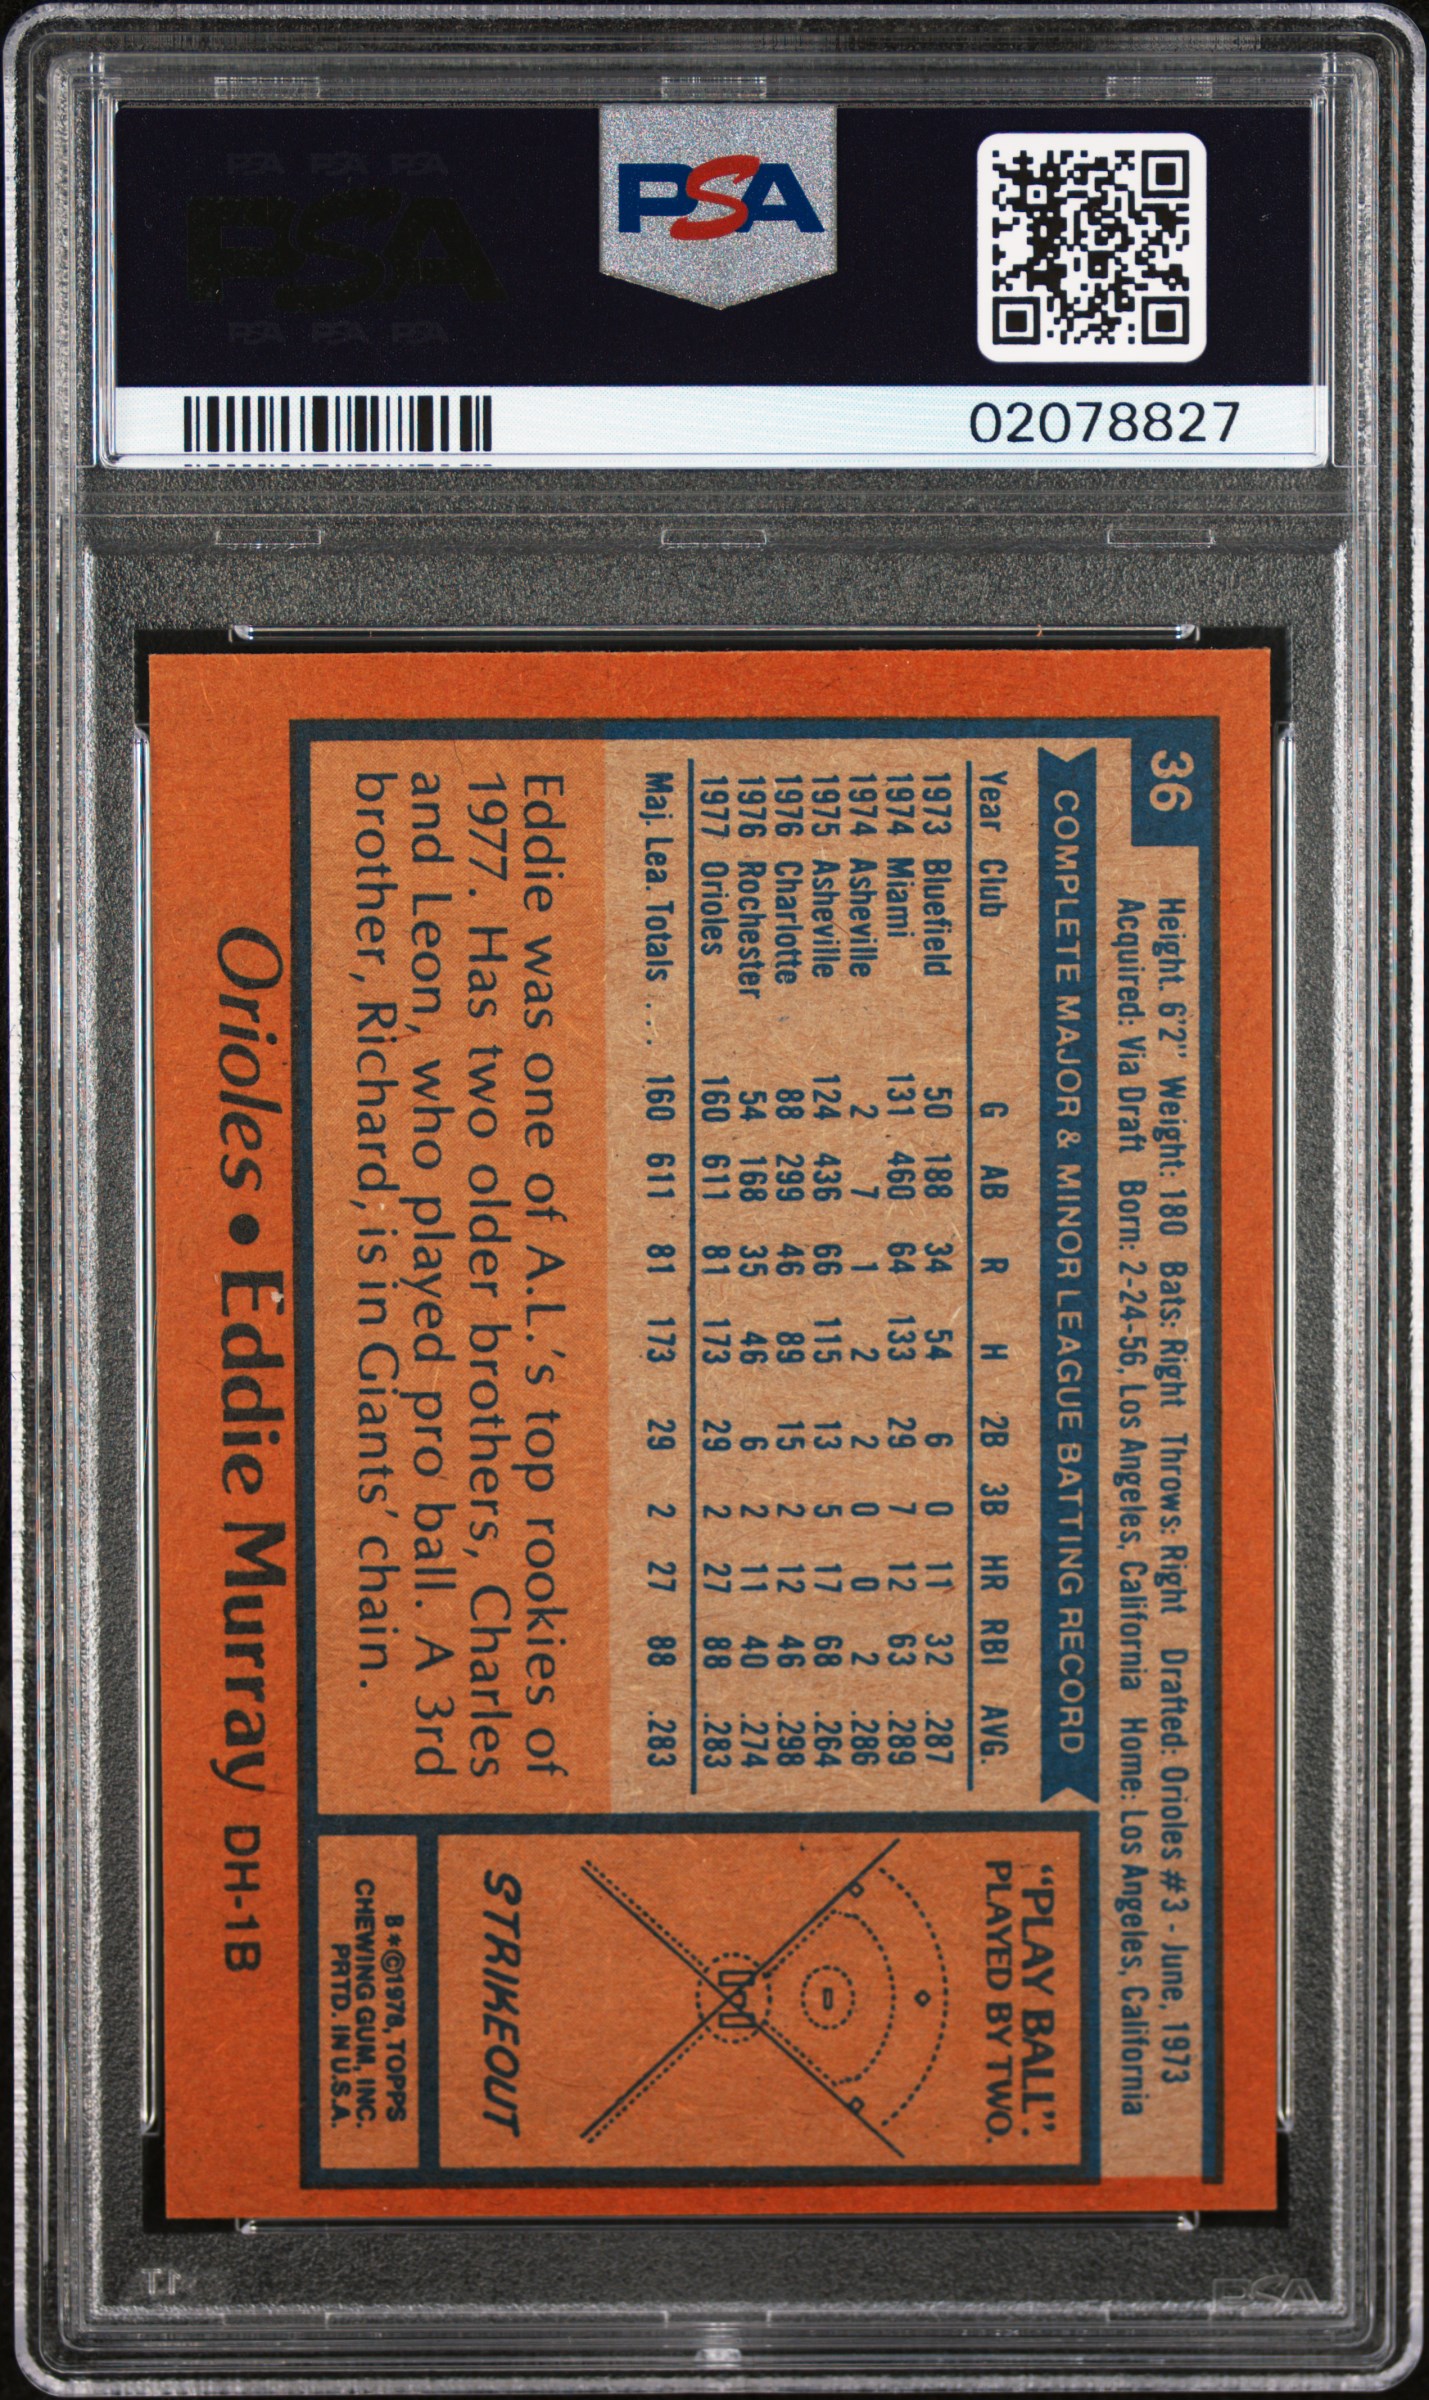 PSA PSA PSA
PSA
PSA PSA PSA
PSA
02078827
36
Height: 6'2" Weight: 180 Bats: Right Throws: Right Drafted: Orioles #3 - June, 1973
Acquired: Via Draft Born: 2-24-56, Los Angeles, California Home: Los Angeles, California
COMPLETE MAJOR & MINOR LEAGUE BATTING RECORD
Year Club G AB R H 2B 3B HR RBI AVG.
1973 Bluefield 50 188 34 54 6 0 11 32 .287
1974 Miami 131 460 64 133 29 7 12 63 .289
1974 Asheville 2 7 1 2 2 0 0 2 .286
1975 Asheville 124 436 66 115 13 5 17 68 .264
1976 Charlotte 88 299 46 89 15 2 12 46 .298
1976 Rochester 54 168 35 46 6 2 11 40 .274
1977 Orioles 160 611 81 173 29 2 27 88 .283
Maj. Lea. Totals .... 160 611 81 173 29 2 27 88 .283
Eddie was one of A.L.'s top rookies of
1977. Has two older brothers, Charles
and Leon, who played pro ball. A 3rd
brother, Richard, is in Giants' chain.
"PLAY BALL":
PLAYED BY TWO.
STRIKEOUT
B*©1978, TOPPS
CHEWING GUM, INC.
PRTD. IN U.S.A.
Orioles • Eddie Murray DH-1B
PSA